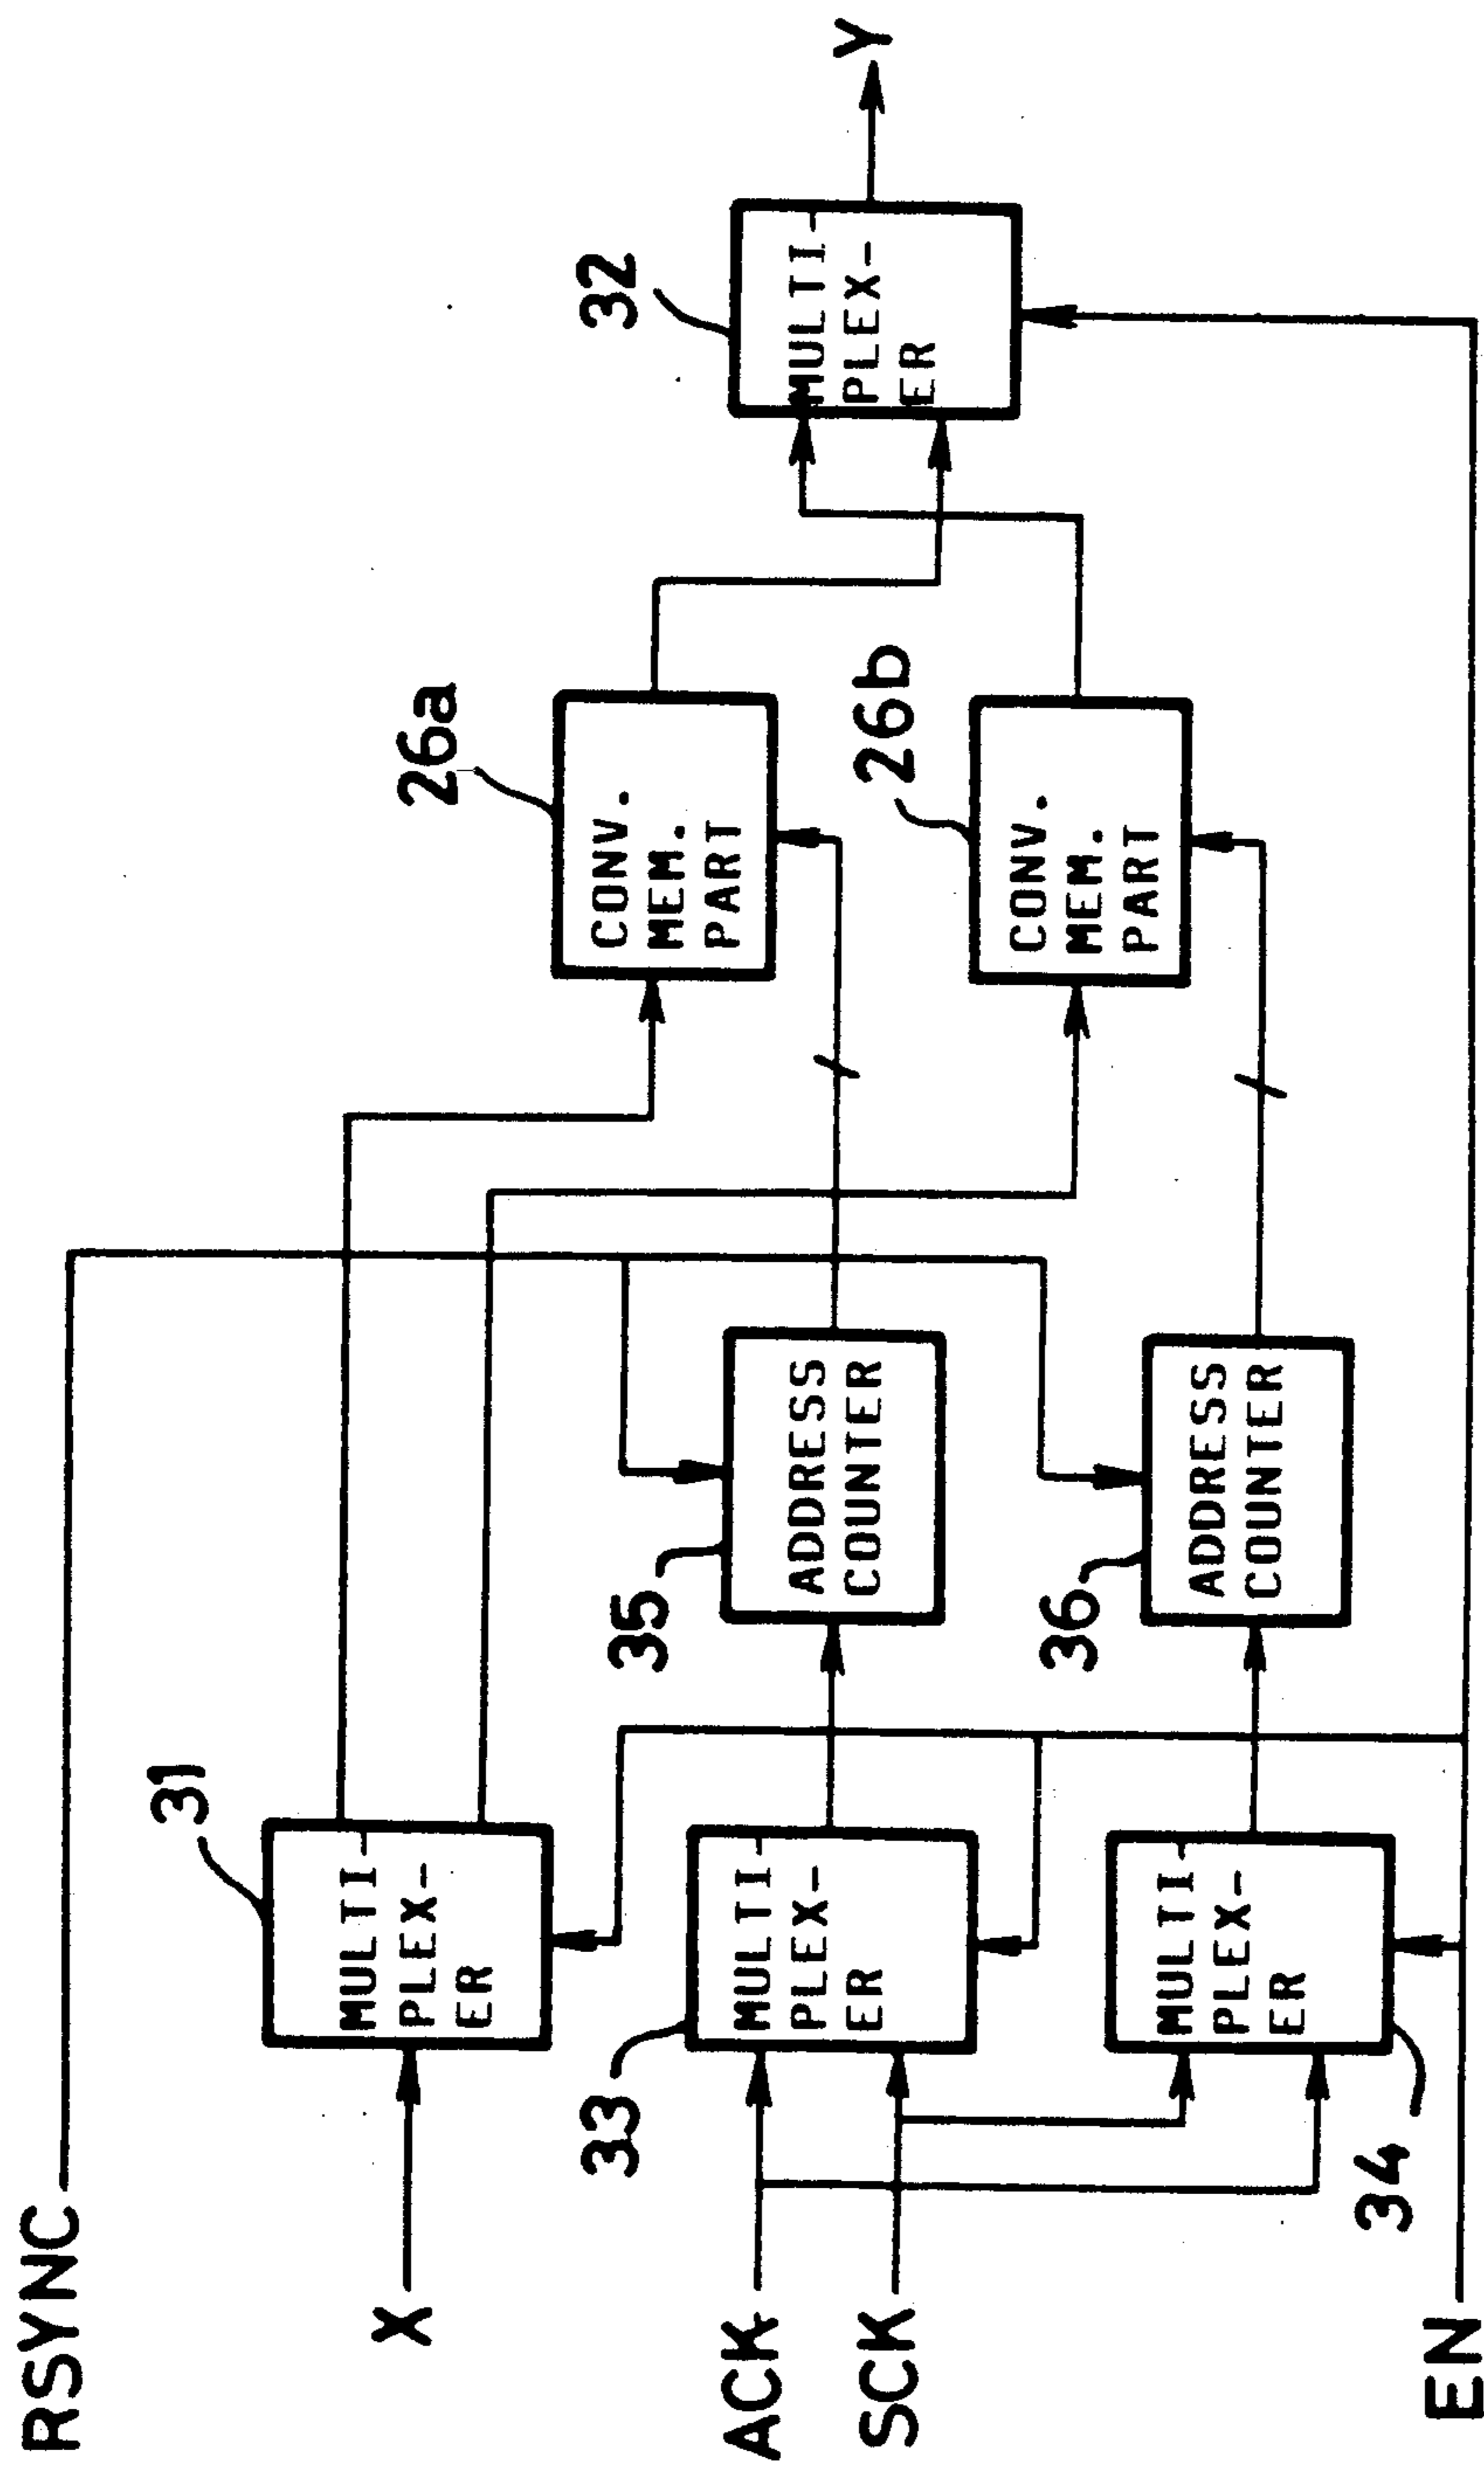 RSYNC
X
31
MULTI-
PLEX-
ER
26a
CONV.
MEM.
PART
32
MULTI-
PLEX-
ER
Y
ACK
SCK
33
MULTI-
PLEX-
ER
35
ADDRESS
COUNTER
26b
CONV.
MEM.
PART
34
MULTI-
PLEX-
ER
36
ADDRESS
COUNTER
EN